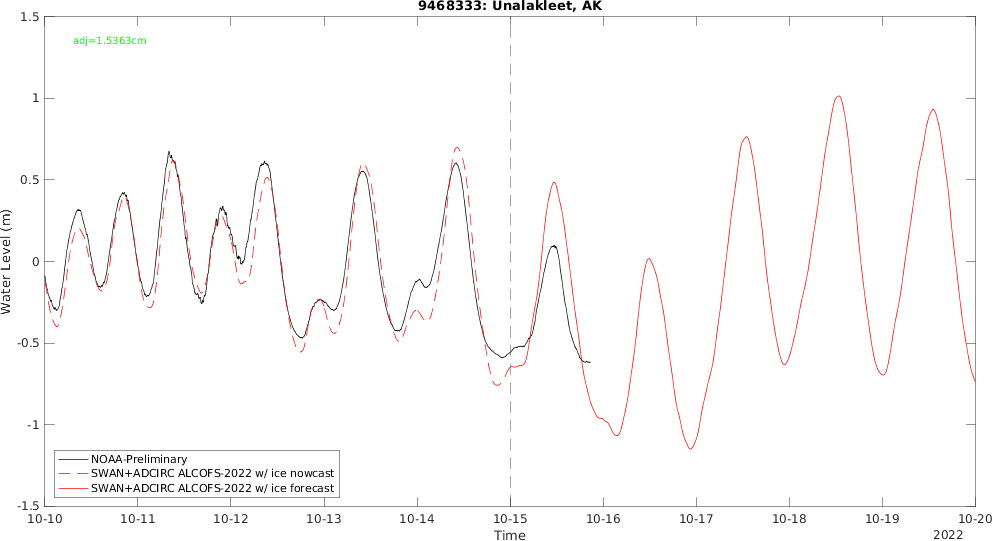 9468333: Unalakleet, AK
1.5
adj=1.5363cm
1
0.5
0
-0.5
-1
-1.5
Water Level (m)
NOAA-Preliminary
SWAN+ADCIRC ALCOFS-2022 w/ ice nowcast
SWAN+ADCIRC ALCOFS-2022 w/ ice forecast
10-10 10-11 10-12 10-13 10-14 10-15 10-16 10-17 10-18 10-19 10-20
Time
2022